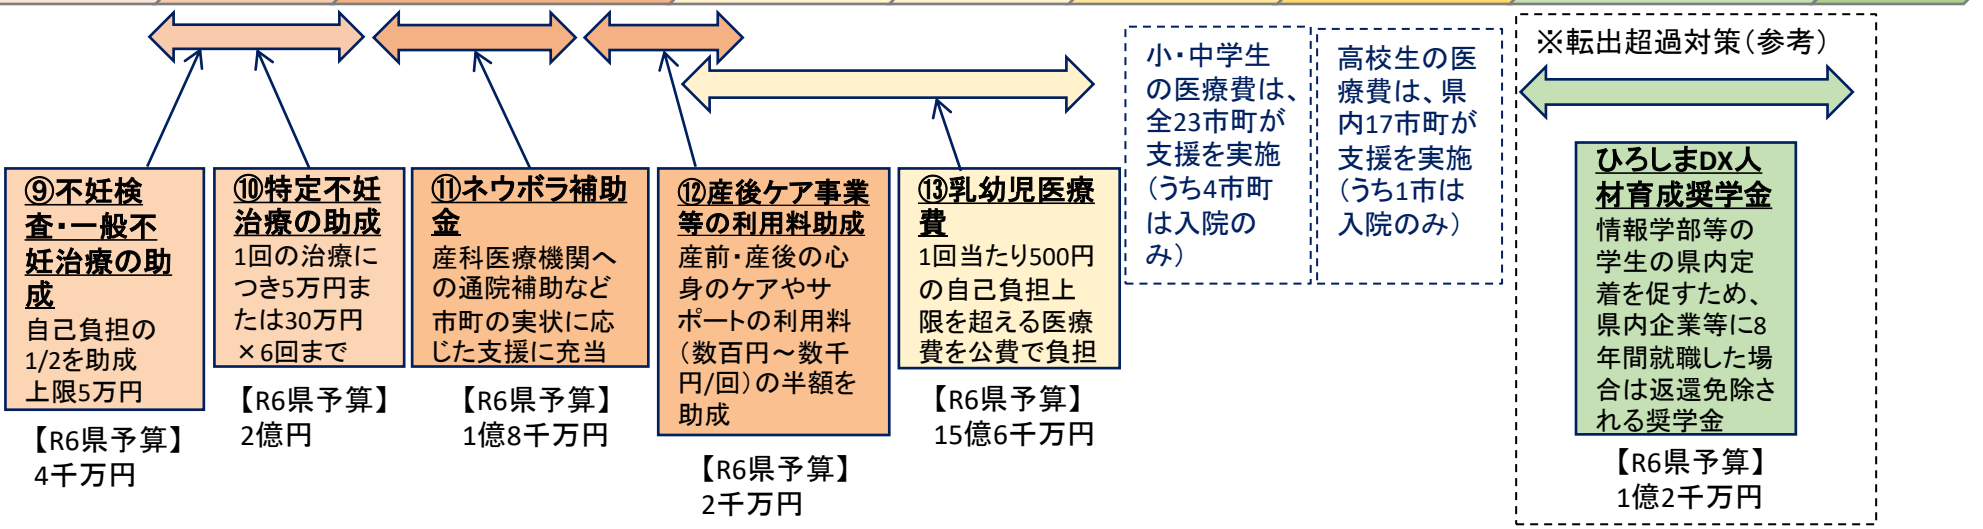 ⑨不妊検
査・一般不
妊治療の助
成
自己負担の
1/2を助成
上限5万円
【R6県予算】
4千万円
⑩特定不妊
治療の助成
1回の治療に
つき5万円ま
たは30万円
×6回まで
【R6県予算】
2億円
⑪ネウボラ補助
金
産科医療機関へ
の通院補助など
市町の実状に応
じた支援に充当
【R6県予算】
1億8千万円
⑫産後ケア事業
等の利用料助成
産前・産後の心
身のケアやサ
ポートの利用料
(数百円～数千
円/回)の半額を
助成
【R6県予算】
2千万円
⑬乳幼児医療
費
1回当たり500円
の自己負担上
限を超える医療
費を公費で負担
【R6県予算】
15億6千万円
小・中学生
の医療費は、
全23市町が
支援を実施
(うち4市町
は入院の
み)
高校生の医
療費は、県
内17市町が
支援を実施
(うち1市は
入院のみ)
※転出超過対策(参考)
ひろしまDX人
材育成奨学金
情報学部等の
学生の県内定
着を促すため、
県内企業等に8
年間就職した場
合は返還免除さ
れる奨学金
【R6県予算】
1億2千万円